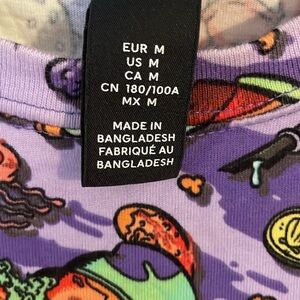 EUR M
US M
CA M
CN 180/100A
MX M
MADE IN
BANGLADESH
FABRIQUÉ AU
BANGLADESH